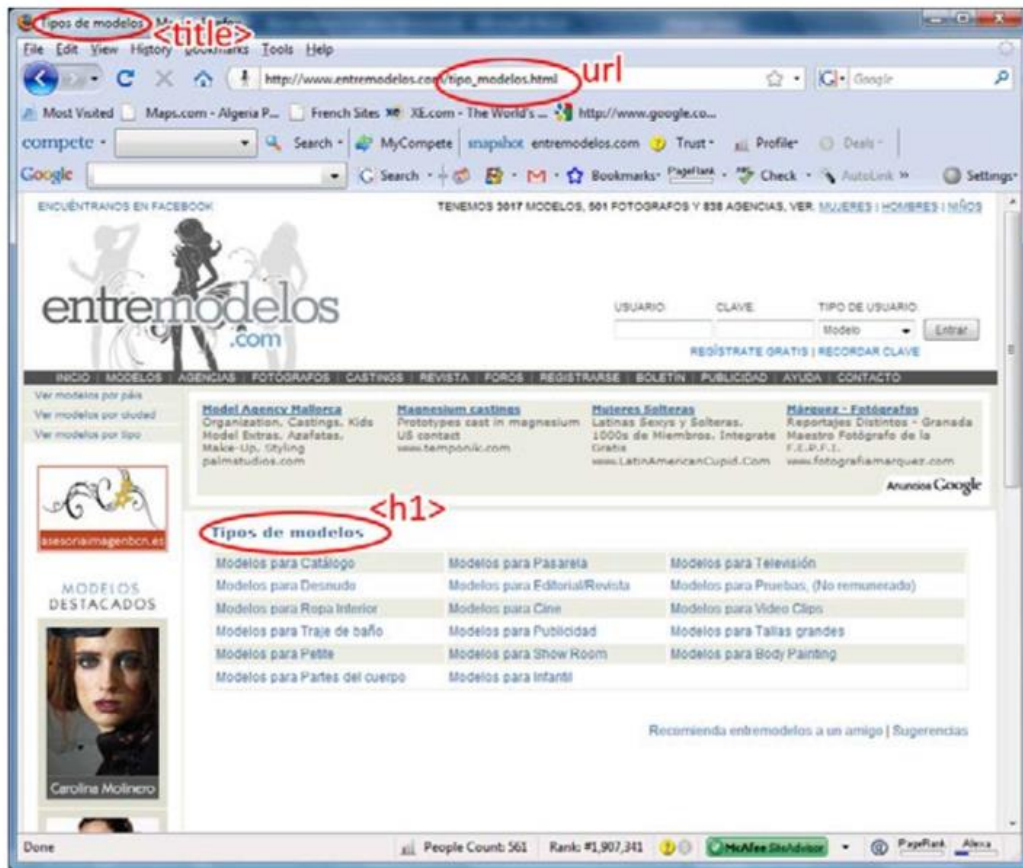 Tipos de modelos
<title>
File Edit View History Bookmarks Tools Help
http://www.entremodelos.com/tipo_modelos.html
url
Google
Most Visited Maps.com - Algeria P... French Sites XE.com - The World's ... http://www.google.co...
compete Search MyCompete snapshot entremodelos.com Trust Profile Deals
Google Search Bookmarks PageRank Check AutoLink Settings
ENCUÉNTRANOS EN FACEBOOK TENEMOS 3017 MODELOS, 501 FOTOGRAFOS Y 838 AGENCIAS, VER: MUJERES | HOMBRES | NIÑOS
entremodelos
.com
USUARIO: CLAVE: TIPO DE USUARIO:
Modelo Entrar
REGÍSTRATE GRATIS | RECORDAR CLAVE
INICIO | MODELOS | AGENCIAS | FOTÓGRAFOS | CASTINGS | REVISTA | FOROS | REGISTRARSE | BOLETÍN | PUBLICIDAD | AYUDA | CONTACTO
Ver modelos por páis
Ver modelos por ciudad
Ver modelos por tipo
Model Agency Mallorca
Organization, Castings, Kids
Model Extras, Azafatas,
Make-Up, Styling
palmstudios.com
Magnesium castings
Prototypes cast in magnesium
US contact
www.temponik.com
Mujeres Solteras
Latinas Sexys y Solteras.
1000s de Miembros. Integrate
Gratis
www.LatinAmericanCupid.Com
Márquez - Fotógrafos
Reportajes Distintos - Granada
Maestro Fotógrafo de la
F.E.P.F.I.
www.fotografiamarquez.com
Anuncios Google
asesoriaimagenbcn.es
<h1>
Tipos de modelos
Modelos para Catálogo Modelos para Pasarela Modelos para Televisión
Modelos para Desnudo Modelos para Editorial/Revista Modelos para Pruebas, (No remunerado)
Modelos para Ropa Interior Modelos para Cine Modelos para Video Clips
Modelos para Traje de baño Modelos para Publicidad Modelos para Tallas grandes
Modelos para Petite Modelos para Show Room Modelos para Body Painting
Modelos para Partes del cuerpo Modelos para Infantil
MODELOS
DESTACADOS
Carolina Molinero
Recomienda entremodelos a un amigo | Sugerencias
Done People Count: 561 Rank: #1,907,341 McAfee SiteAdvisor PageRank Alexa